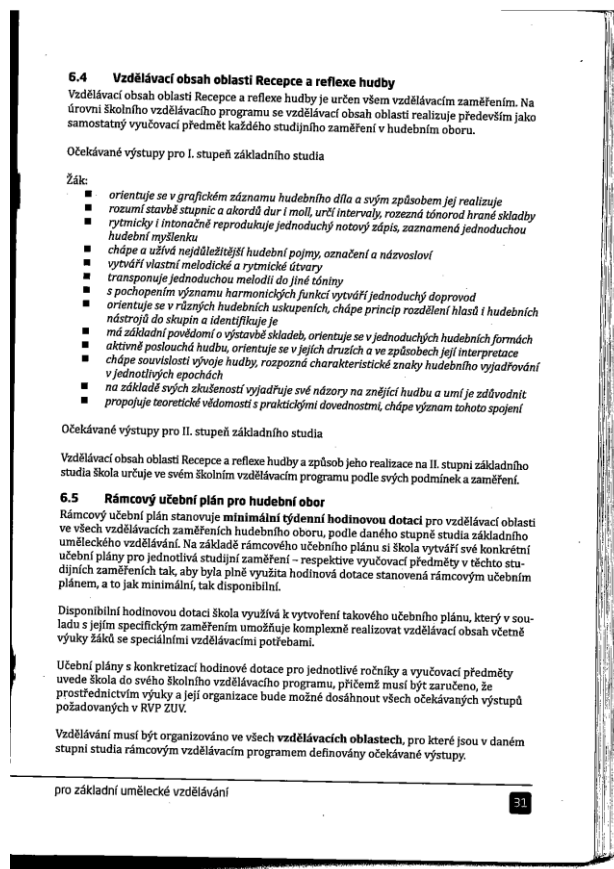 6.4 Vzdělávací obsah oblasti Recepce a reflexe hudby
Vzdělávací obsah oblasti Recepce a reflexe hudby je určen všem vzdělávacím zaměřením. Na
úrovni školního vzdělávacího programu se vzdělávací obsah oblasti realizuje především jako
samostatný vyučovací předmět každého studijního zaměření v hudebním oboru.
Očekávané výstupy pro I. stupeň základního studia
Žák:
■ orientuje se v grafickém záznamu hudebního díla a svým způsobem jej realizuje
■ rozumí stavbě stupnic a akordů dur i moll, určí intervaly, rozezná tónorod hrané skladby
■ rytmicky i intonačně reprodukuje jednoduchý notový zápis, zaznamená jednoduchou
hudební myšlenku
■ chápe a užívá nejdůležitější hudební pojmy, označení a názvosloví
■ vytváří vlastní melodické a rytmické útvary
■ transponuje jednoduchou melodii do jiné tóniny
■ s pochopením významu harmonických funkcí vytváří jednoduchý doprovod
■ orientuje se v různých hudebních uskupeních, chápe princip rozdělení hlasů i hudebních
nástrojů do skupin a identifikuje je
■ má základní povědomí o výstavbě skladeb, orientuje se v jednoduchých hudebních formách
■ aktivně poslouchá hudbu, orientuje se v jejích druzích a ve způsobech její interpretace
■ chápe souvislosti vývoje hudby, rozpozná charakteristické znaky hudebního vyjadřování
v jednotlivých epochách
■ na základě svých zkušeností vyjadřuje své názory na znějící hudbu a umí je zdůvodnit
■ propojuje teoretické vědomosti s praktickými dovednostmi, chápe význam tohoto spojení
Očekávané výstupy pro II. stupeň základního studia
Vzdělávací obsah oblasti Recepce a reflexe hudby a způsob jeho realizace na II. stupni základního
studia škola určuje ve svém školním vzdělávacím programu podle svých podmínek a zaměření.
6.5 Rámcový učební plán pro hudební obor
Rámcový učební plán stanovuje minimální týdenní hodinovou dotaci pro vzdělávací oblasti
ve všech vzdělávacích zaměřeních hudebního oboru, podle daného stupně studia základního
uměleckého vzdělávání. Na základě rámcového učebního plánu si škola vytváří své konkrétní
učební plány pro jednotlivá studijní zaměření – respektive vyučovací předměty v těchto stu-
dijních zaměřeních tak, aby byla plně využita hodinová dotace stanovená rámcovým učebním
plánem, a to jak minimální, tak disponibilní.
Disponibilní hodinovou dotaci škola využívá k vytvoření takového učebního plánu, který v sou-
ladu s jejím specifickým zaměřením umožňuje komplexně realizovat vzdělávací obsah včetně
výuky žáků se speciálními vzdělávacími potřebami.
Učební plány s konkretizací hodinové dotace pro jednotlivé ročníky a vyučovací předměty
uvede škola do svého školního vzdělávacího programu, přičemž musí být zaručeno, že
prostřednictvím výuky a její organizace bude možné dosáhnout všech očekávaných výstupů
požadovaných v RVP ZUV.
Vzdělávání musí být organizováno ve všech vzdělávacích oblastech, pro které jsou v daném
stupni studia rámcovým vzdělávacím programem definovány očekávané výstupy.
pro základní umělecké vzdělávání
31